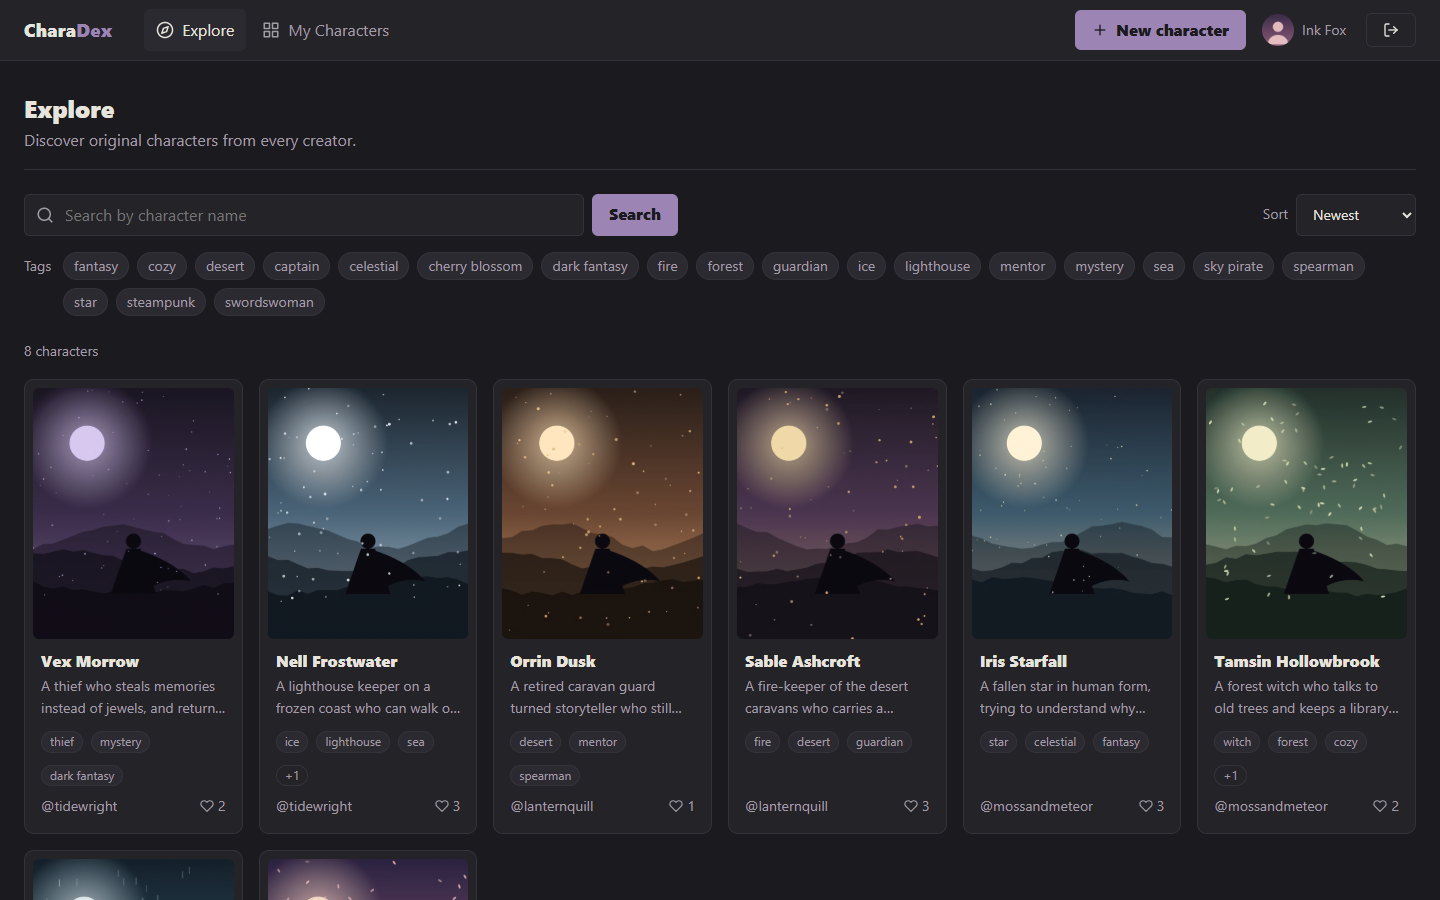 CharaDex
Explore
My Characters
New character
Ink Fox
Explore
Discover original characters from every creator.
Search by character name
Search
Sort
Newest
Tags
fantasy
cozy
desert
captain
celestial
cherry blossom
dark fantasy
fire
forest
guardian
ice
lighthouse
mentor
mystery
sea
sky pirate
spearman
star
steampunk
swordswoman
8 characters
Vex Morrow
A thief who steals memories
instead of jewels, and return...
thief
mystery
dark fantasy
@tidewright
2
Nell Frostwater
A lighthouse keeper on a
frozen coast who can walk o...
ice
lighthouse
sea
+1
@tidewright
3
Orrin Dusk
A retired caravan guard
turned storyteller who still...
desert
mentor
spearman
@lanternquill
1
Sable Ashcroft
A fire-keeper of the desert
caravans who carries a...
fire
desert
guardian
@lanternquill
3
Iris Starfall
A fallen star in human form,
trying to understand why...
star
celestial
fantasy
@mossandmeteor
3
Tamsin Hollowbrook
A forest witch who talks to
old trees and keeps a library...
witch
forest
cozy
+1
@mossandmeteor
2